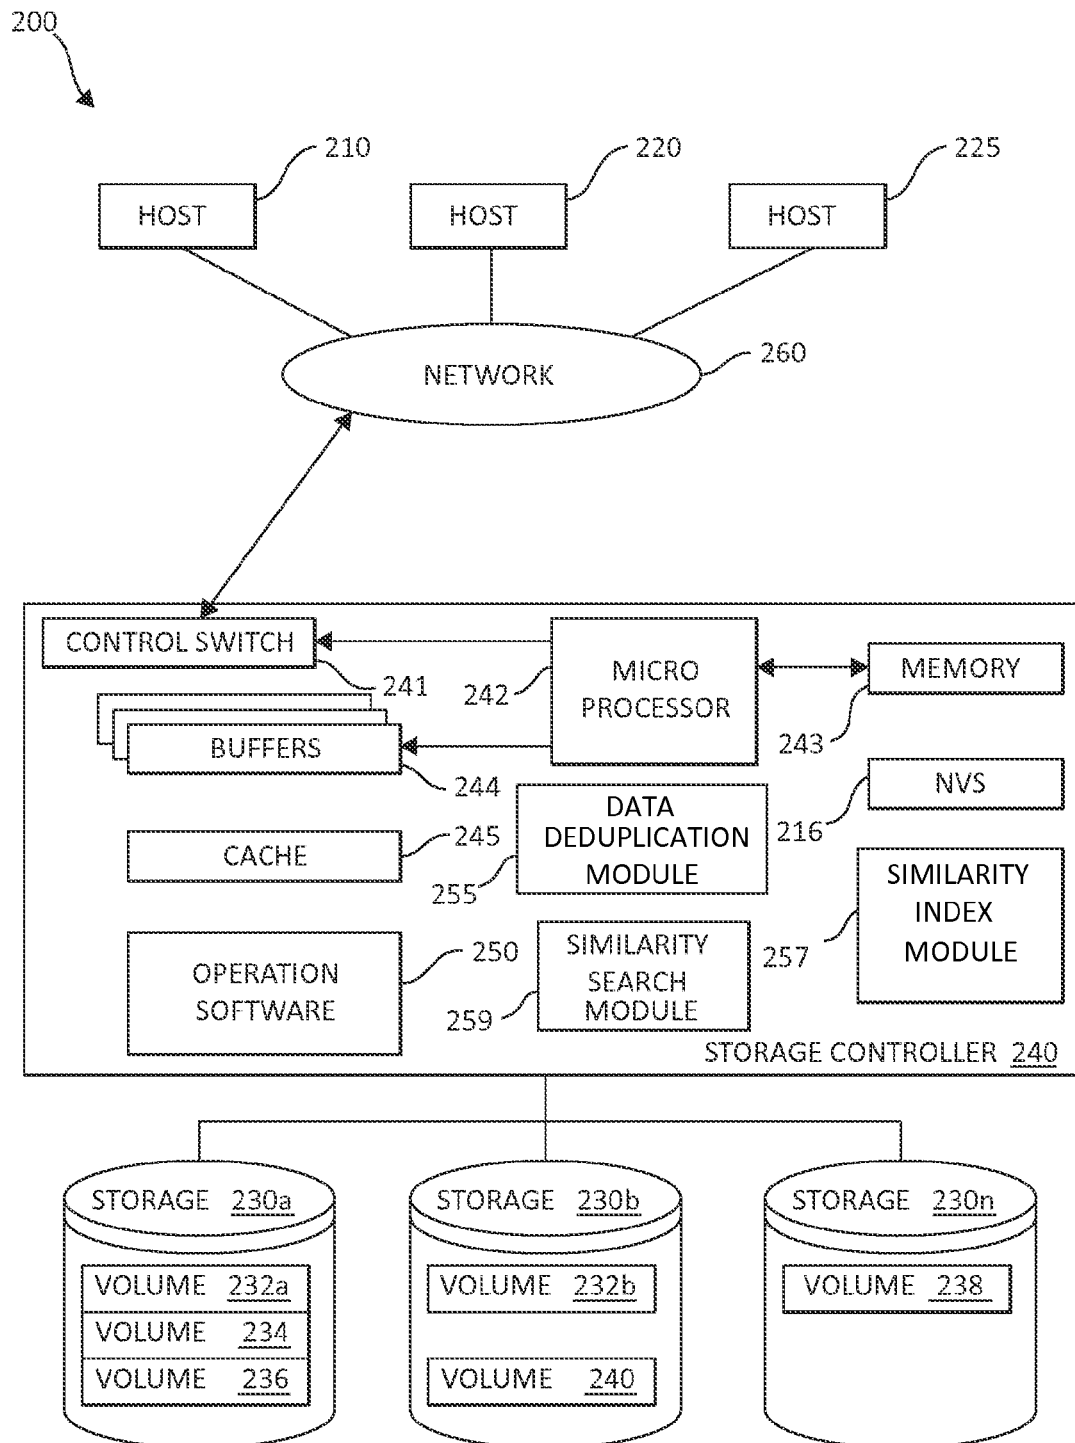 200
210
220
225
HOST
HOST
HOST
NETWORK
260
CONTROL SWITCH
241
242
MICRO
PROCESSOR
MEMORY
243
BUFFERS
244
NVS
216
CACHE
245
DATA
DEDUPLICATION
MODULE
255
SIMILARITY
INDEX
MODULE
257
OPERATION
SOFTWARE
250
SIMILARITY
SEARCH
MODULE
259
STORAGE CONTROLLER 240
STORAGE 230a
STORAGE 230b
STORAGE 230n
VOLUME 232a
VOLUME 234
VOLUME 236
VOLUME 232b
VOLUME 240
VOLUME 238